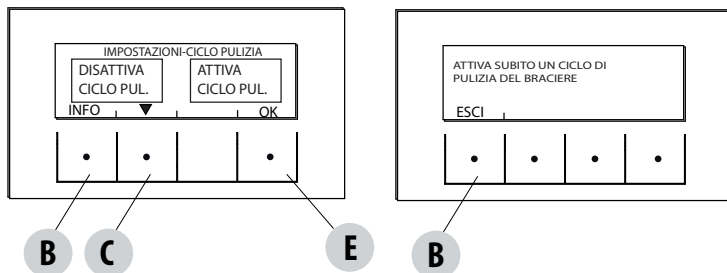 IMPOSTAZIONI-CICLO PULIZIA
DISATTIVA
CICLO PUL.
ATTIVA
CICLO PUL.
INFO
OK
B
C
E
ATTIVA SUBITO UN CICLO DI
PULIZIA DEL BRACIERE
ESCI
B